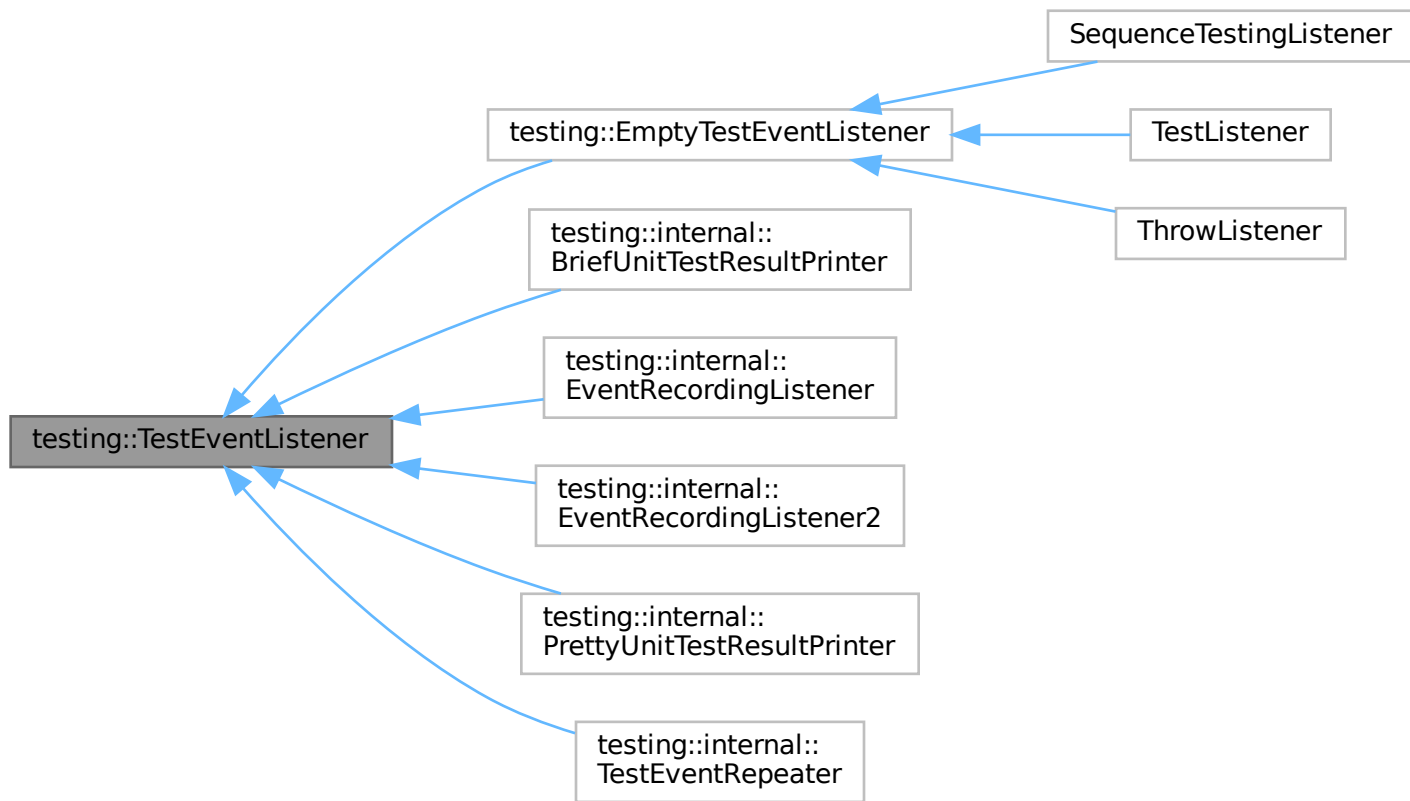 SequenceTestingListener
testing::EmptyTestEventListener
TestListener
ThrowListener
testing::internal::
BriefUnitTestResultPrinter
testing::internal::
EventRecordingListener
testing::TestEventListener
testing::internal::
EventRecordingListener2
testing::internal::
PrettyUnitTestResultPrinter
testing::internal::
TestEventRepeater